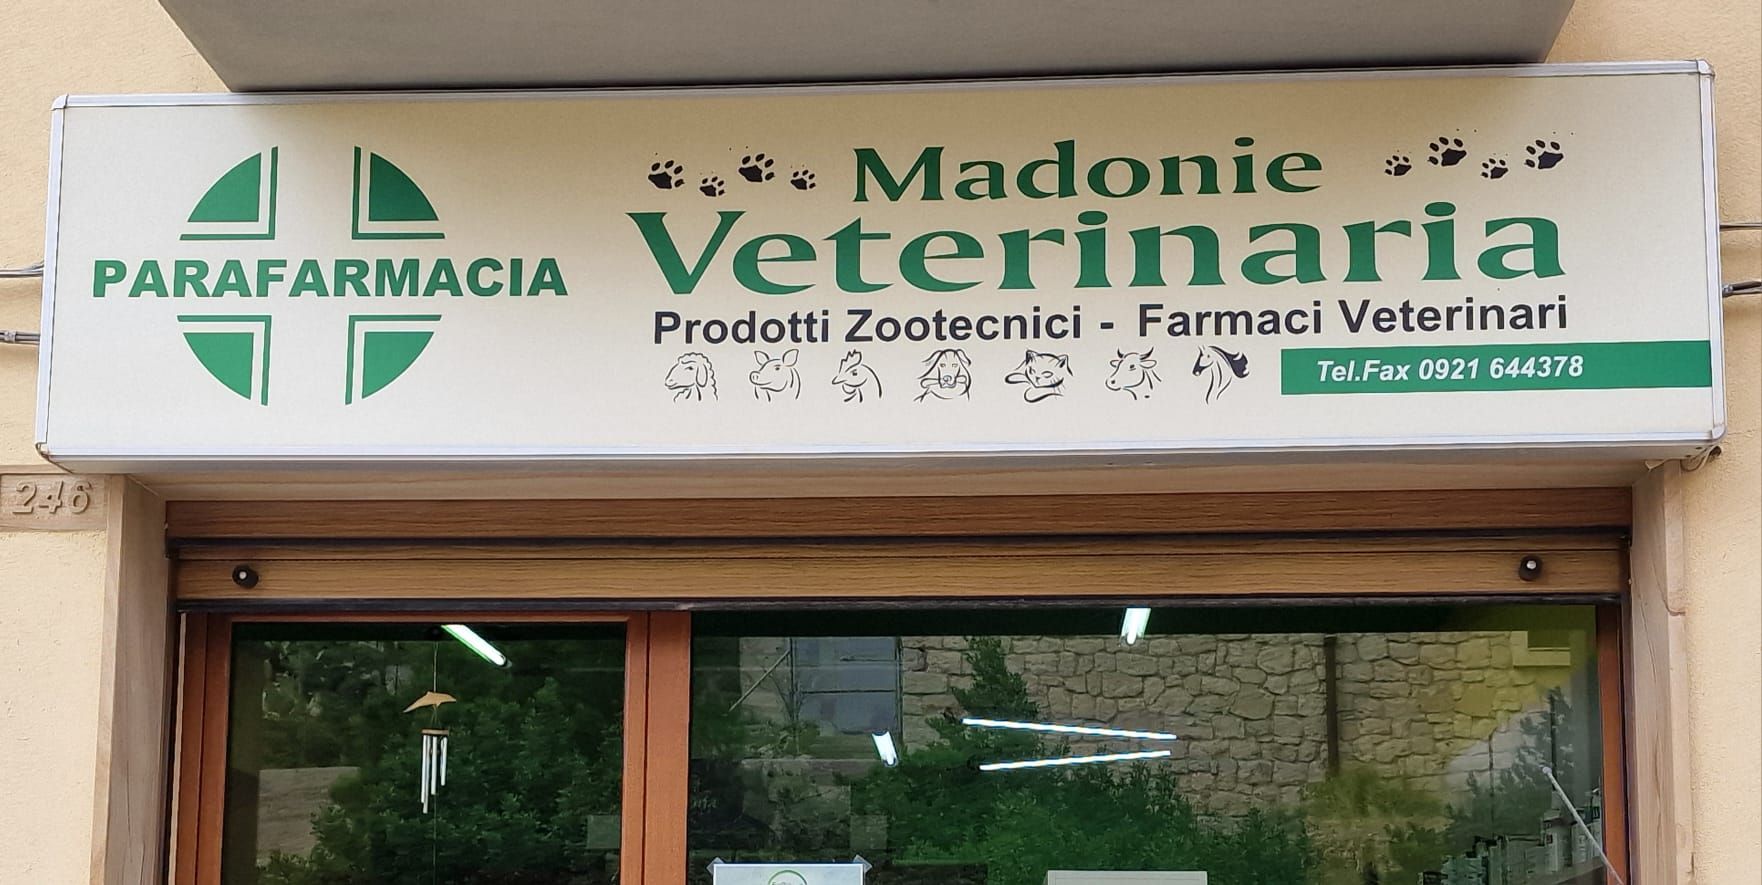 PARAFARMACIA
Madonie
Veterinaria
Prodotti Zootecnici - Farmaci Veterinari
Tel.Fax 0921 644378
246